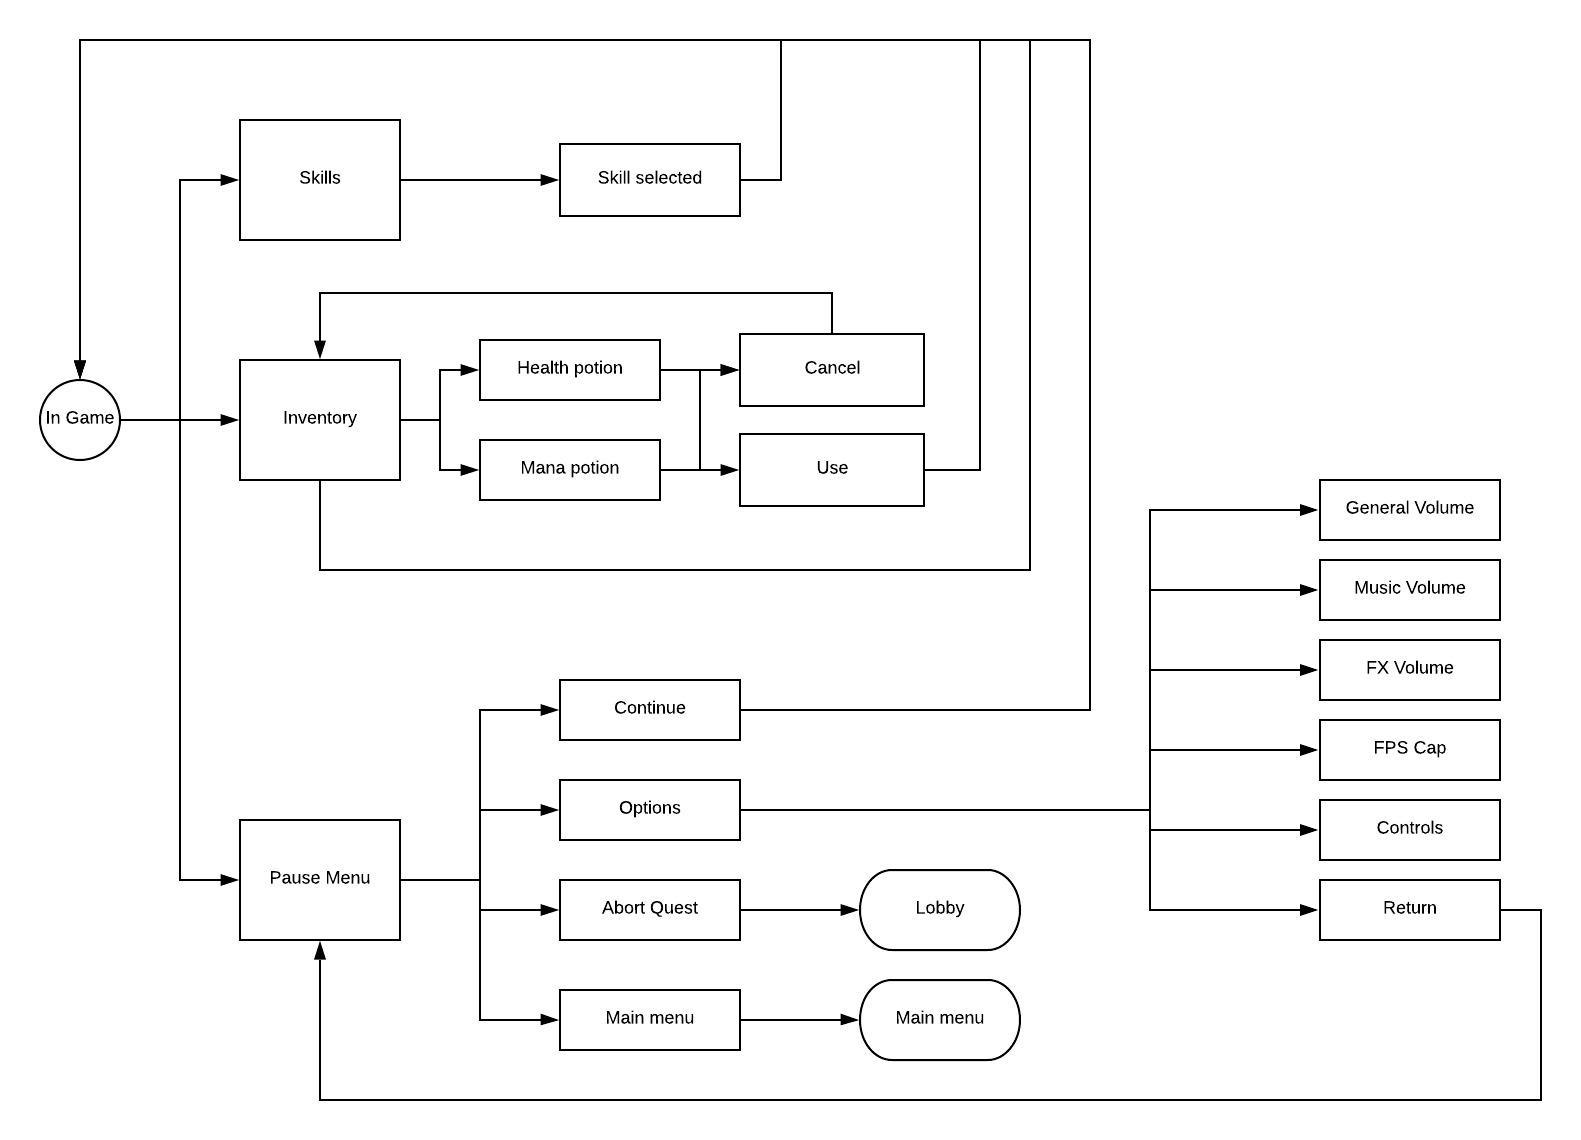 Skills
Skill selected
Health potion
Cancel
In Game
Inventory
Mana potion
Use
General Volume
Music Volume
FX Volume
Continue
FPS Cap
Options
Controls
Pause Menu
Abort Quest
Lobby
Return
Main menu
Main menu